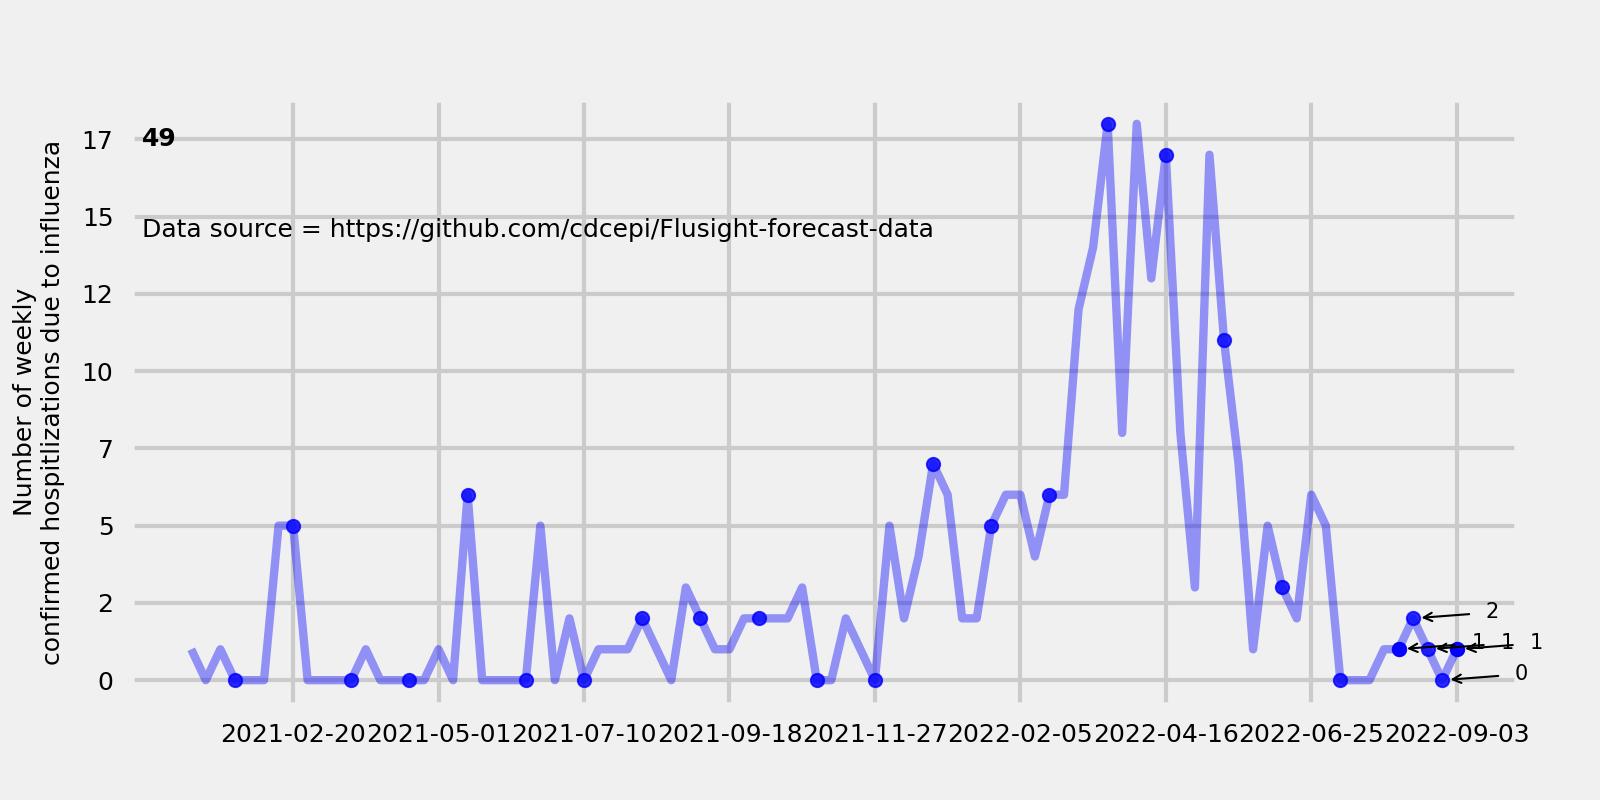 49
Data source = https://github.com/cdcepi/Flusight-forecast-data
Number of weekly
confirmed hospitlizations due to influenza
17
15
12
10
7
5
2
0
2
1 1 1
0
2021-02-20 2021-05-01 2021-07-10 2021-09-18 2021-11-27 2022-02-05 2022-04-16 2022-06-25 2022-09-03